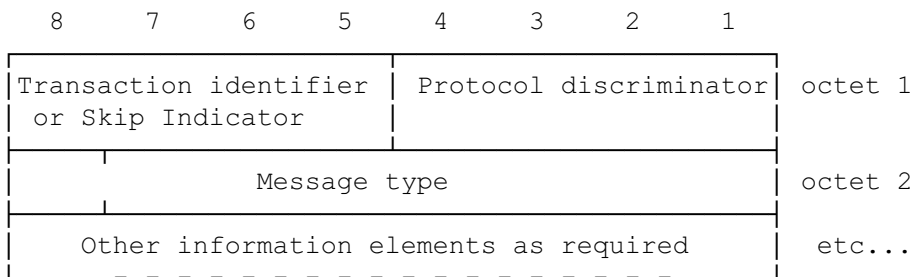 8 7 6 5 4 3 2 1
Transaction identifier Protocol discriminator octet 1
or Skip Indicator
Message type octet 2
Other information elements as required etc...